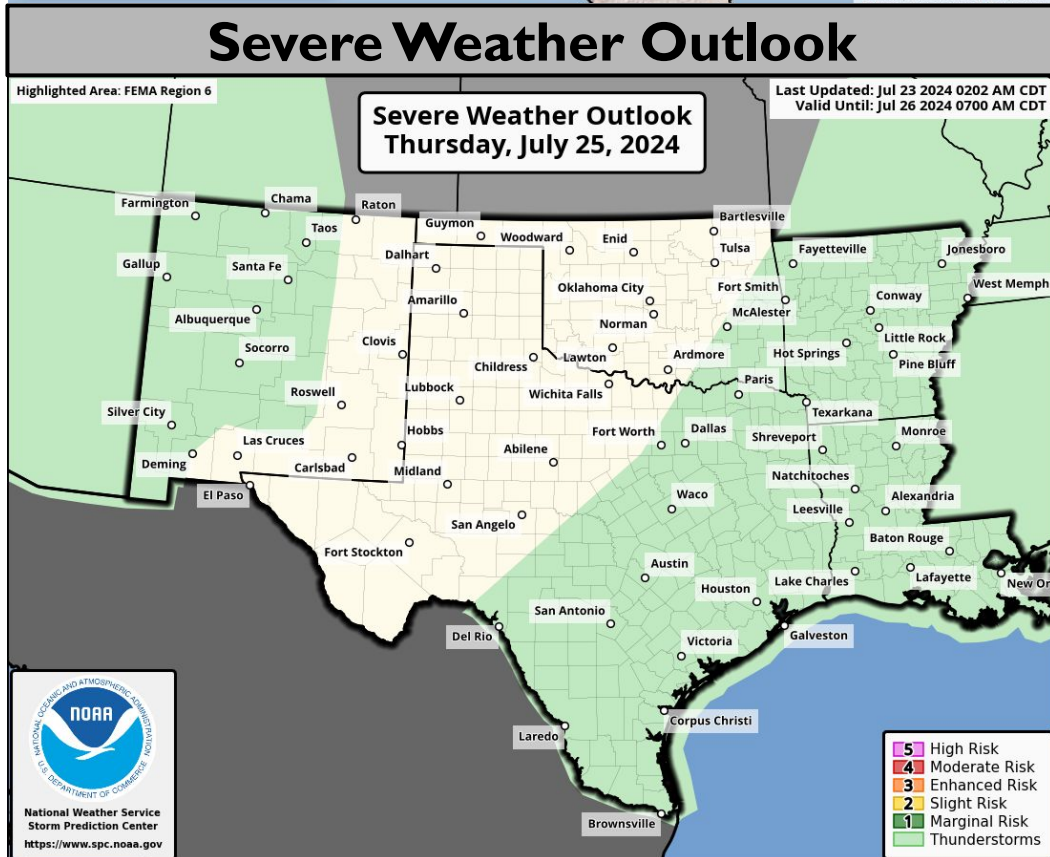 Severe Weather Outlook
Highlighted Area: FEMA Region 6
Last Updated: Jul 23 2024 0202 AM CDT
Valid Until: Jul 26 2024 0700 AM CDT
Severe Weather Outlook
Thursday, July 25, 2024
Farmington
Chama
Raton
Taos
Guymon
Woodward
Enid
Bartlesville
Tulsa
Fayetteville
Jonesboro
Gallup
Santa Fe
Dalhart
Albuquerque
Amarillo
Oklahoma City
Norman
Fort Smith
McAlester
Conway
West Memph
Socorro
Clovis
Childress
Lawton
Ardmore
Hot Springs
Little Rock
Pine Bluff
Roswell
Lubbock
Wichita Falls
Paris
Texarkana
Silver City
Deming
Las Cruces
Carlsbad
Hobbs
Midland
Abilene
Fort Worth
Dallas
Shreveport
Monroe
El Paso
San Angelo
Waco
Natchitoches
Leesville
Alexandria
Fort Stockton
Baton Rouge
Austin
Houston
Lake Charles
Lafayette
New Or
San Antonio
Del Rio
Victoria
Galveston
Laredo
Corpus Christi
Brownsville
NATIONAL OCEANIC AND ATMOSPHERIC ADMINISTRATION
NOAA
U.S. DEPARTMENT OF COMMERCE
National Weather Service
Storm Prediction Center
https://www.spc.noaa.gov
5 High Risk
4 Moderate Risk
3 Enhanced Risk
2 Slight Risk
1 Marginal Risk
Thunderstorms